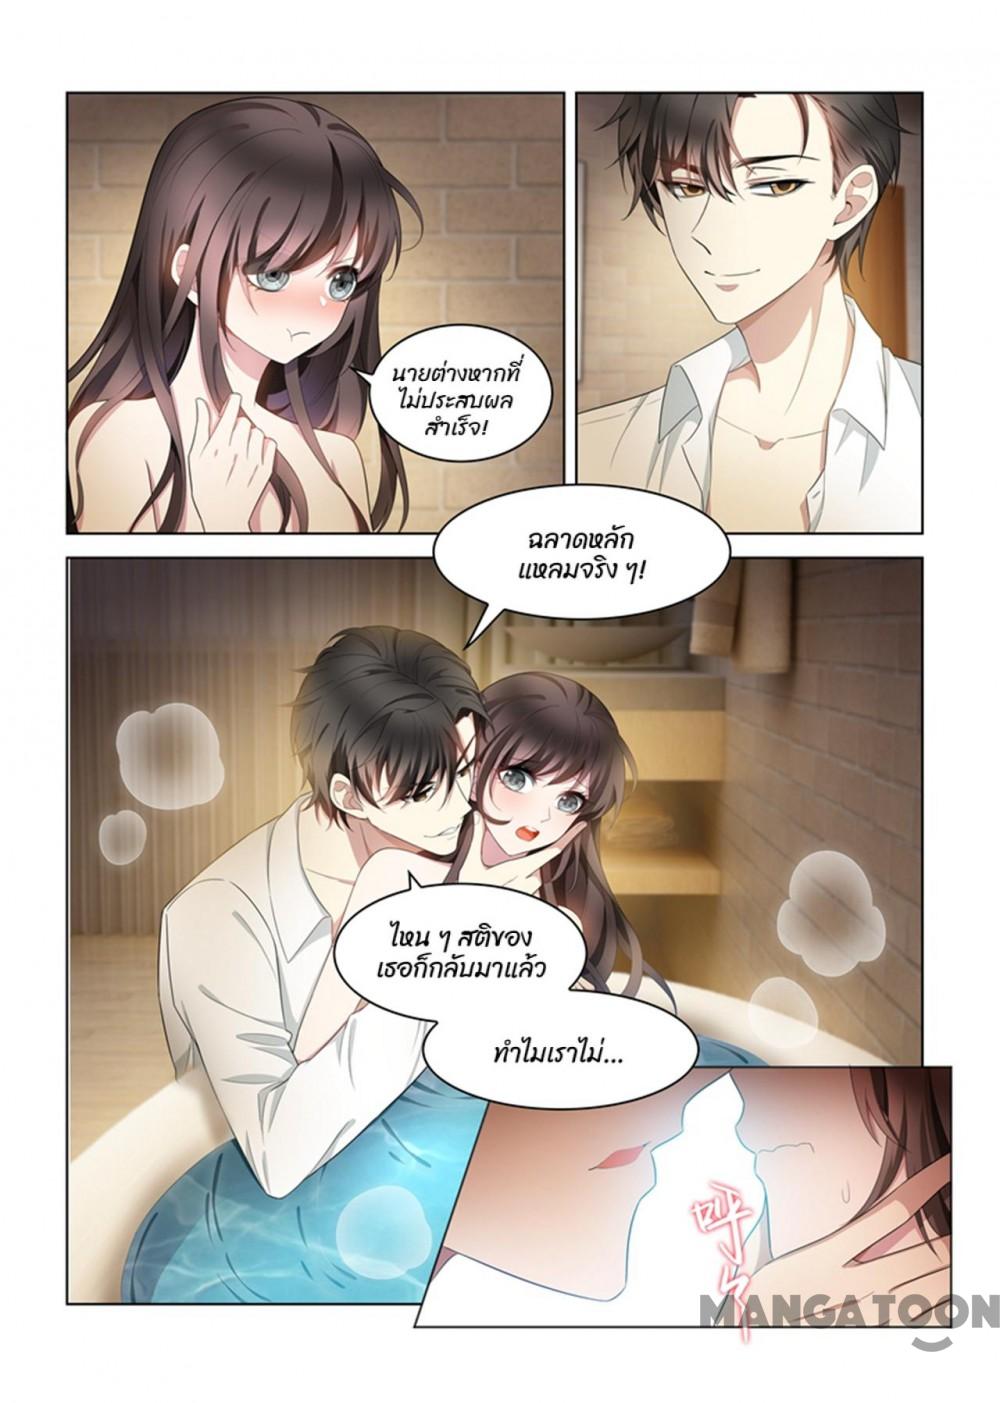 นายต่างหากที่
ไม่ประสบผล
สำเร็จ!
ฉลาดหลัก
แหลมจริง ๆ!
ไหน ๆ สติของ
เธอก็กลับมาแล้ว
ทำไมเราไม่...
呼
MANGATOON